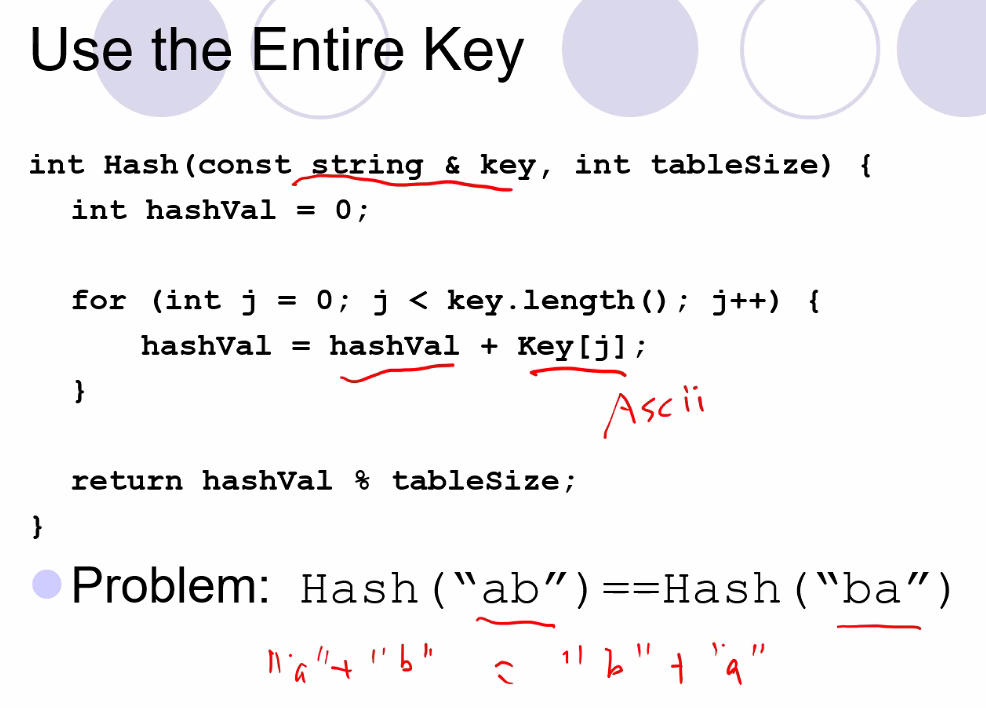 Use the Entire Key
int Hash(const string & key, int tableSize) {
int hashVal = 0;
for (int j = 0; j < key.length(); j++) {
hashVal = hashVal + Key[j];
}
Ascii
return hashVal % tableSize;
}
Problem: Hash(“ab”)==Hash(“ba”)
"a" + "b" = "b" + "a"